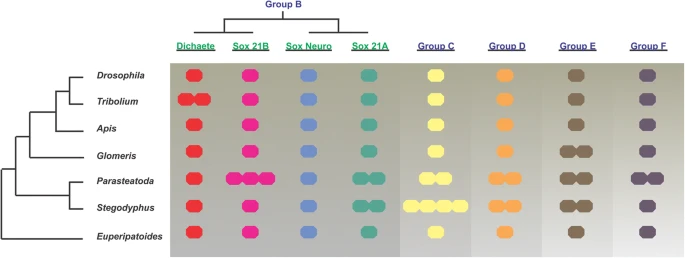 Group B
Dichaete Sox 21B Sox Neuro Sox 21A Group C Group D Group E Group F
Drosophila
Tribolium
Apis
Glomeris
Parasteatoda
Stegodyphus
Euperipatoides